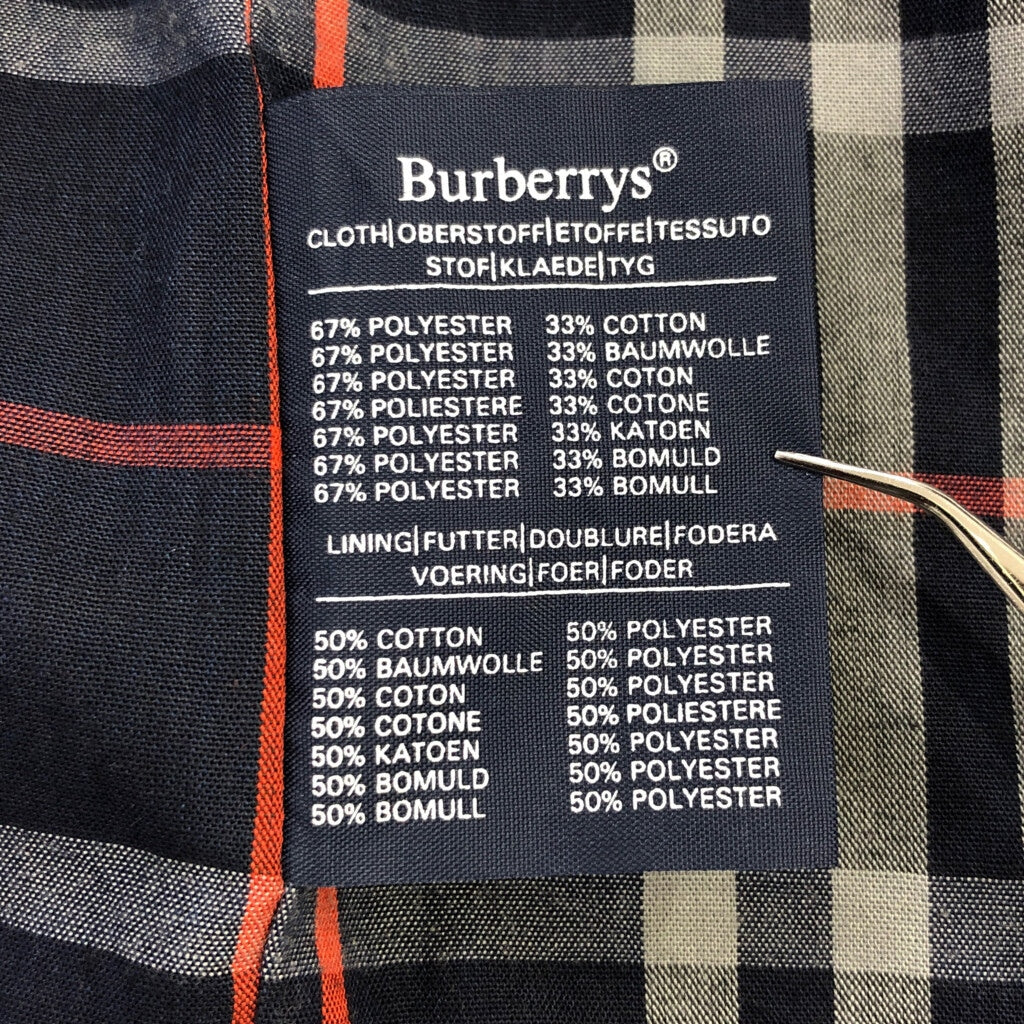 Burberrys®
CLOTH|OBERSTOFF|ETOFFE|TESSUTO
STOF|KLAEDE|TYG
67% POLYESTER 33% COTTON
67% POLYESTER 33% BAUMWOLLE
67% POLYESTER 33% COTON
67% POLIESTERE 33% COTONE
67% POLYESTER 33% KATOEN
67% POLYESTER 33% BOMULD
67% POLYESTER 33% BOMULL
LINING|FUTTER|DOUBLURE|FODERA
VOERING|FOER|FODER
50% COTTON 50% POLYESTER
50% BAUMWOLLE 50% POLYESTER
50% COTON 50% POLYESTER
50% COTONE 50% POLIESTERE
50% KATOEN 50% POLYESTER
50% BOMULD 50% POLYESTER
50% BOMULL 50% POLYESTER